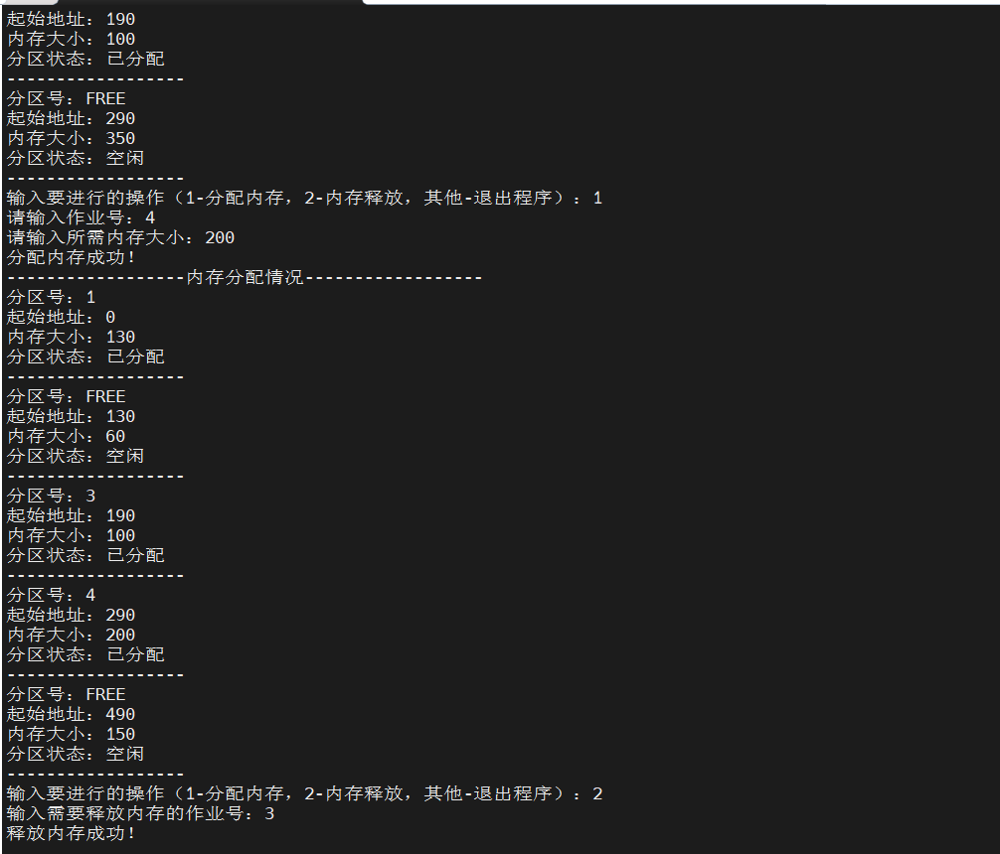 起始地址：190
内存大小：100
分区状态：已分配
------------------
分区号：FREE
起始地址：290
内存大小：350
分区状态：空闲
------------------
输入要进行的操作（1-分配内存，2-内存释放，其他-退出程序）：1
请输入作业号：4
请输入所需内存大小：200
分配内存成功！
------------------内存分配情况------------------
分区号：1
起始地址：0
内存大小：130
分区状态：已分配
------------------
分区号：FREE
起始地址：130
内存大小：60
分区状态：空闲
------------------
分区号：3
起始地址：190
内存大小：100
分区状态：已分配
------------------
分区号：4
起始地址：290
内存大小：200
分区状态：已分配
------------------
分区号：FREE
起始地址：490
内存大小：150
分区状态：空闲
------------------
输入要进行的操作（1-分配内存，2-内存释放，其他-退出程序）：2
输入需要释放内存的作业号：3
释放内存成功！